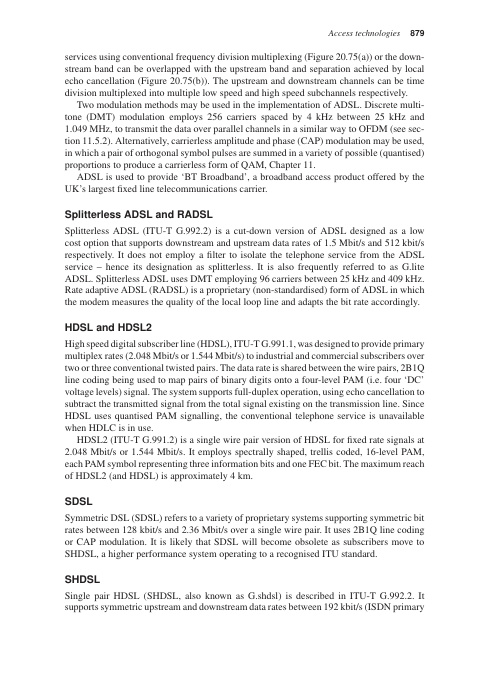 Access technologies 879
services using conventional frequency division multiplexing (Figure 20.75(a)) or the down-
stream band can be overlapped with the upstream band and separation achieved by local
echo cancellation (Figure 20.75(b)). The upstream and downstream channels can be time
division multiplexed into multiple low speed and high speed subchannels respectively.
Two modulation methods may be used in the implementation of ADSL. Discrete multi-
tone (DMT) modulation employs 256 carriers spaced by 4 kHz between 25 kHz and
1.049 MHz, to transmit the data over parallel channels in a similar way to OFDM (see sec-
tion 11.5.2). Alternatively, carrierless amplitude and phase (CAP) modulation may be used,
in which a pair of orthogonal symbol pulses are summed in a variety of possible (quantised)
proportions to produce a carrierless form of QAM, Chapter 11.
ADSL is used to provide ‘BT Broadband’, a broadband access product offered by the
UK’s largest fixed line telecommunications carrier.
Splitterless ADSL and RADSL
Splitterless ADSL (ITU-T G.992.2) is a cut-down version of ADSL designed as a low
cost option that supports downstream and upstream data rates of 1.5 Mbit/s and 512 kbit/s
respectively. It does not employ a filter to isolate the telephone service from the ADSL
service – hence its designation as splitterless. It is also frequently referred to as G.lite
ADSL. Splitterless ADSL uses DMT employing 96 carriers between 25 kHz and 409 kHz.
Rate adaptive ADSL (RADSL) is a proprietary (non-standardised) form of ADSL in which
the modem measures the quality of the local loop line and adapts the bit rate accordingly.
HDSL and HDSL2
High speed digital subscriber line (HDSL), ITU-T G.991.1, was designed to provide primary
multiplex rates (2.048 Mbit/s or 1.544 Mbit/s) to industrial and commercial subscribers over
two or three conventional twisted pairs. The data rate is shared between the wire pairs, 2B1Q
line coding being used to map pairs of binary digits onto a four-level PAM (i.e. four ‘DC’
voltage levels) signal. The system supports full-duplex operation, using echo cancellation to
subtract the transmitted signal from the total signal existing on the transmission line. Since
HDSL uses quantised PAM signalling, the conventional telephone service is unavailable
when HDLC is in use.
HDSL2 (ITU-T G.991.2) is a single wire pair version of HDSL for fixed rate signals at
2.048 Mbit/s or 1.544 Mbit/s. It employs spectrally shaped, trellis coded, 16-level PAM,
each PAM symbol representing three information bits and one FEC bit. The maximum reach
of HDSL2 (and HDSL) is approximately 4 km.
SDSL
Symmetric DSL (SDSL) refers to a variety of proprietary systems supporting symmetric bit
rates between 128 kbit/s and 2.36 Mbit/s over a single wire pair. It uses 2B1Q line coding
or CAP modulation. It is likely that SDSL will become obsolete as subscribers move to
SHDSL, a higher performance system operating to a recognised ITU standard.
SHDSL
Single pair HDSL (SHDSL, also known as G.shdsl) is described in ITU-T G.992.2. It
supports symmetric upstream and downstream data rates between 192 kbit/s (ISDN primary